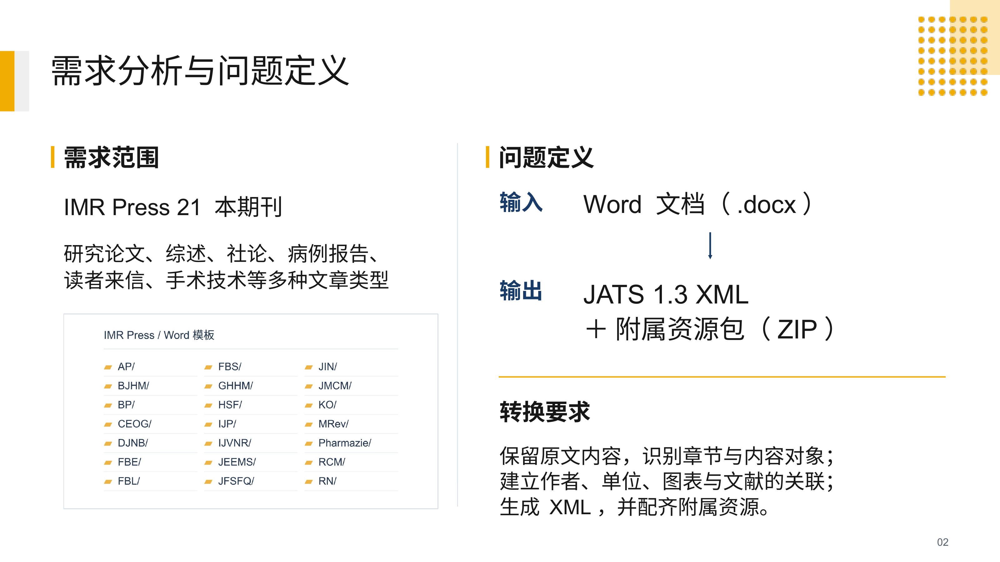 需求分析与问题定义
需求范围
IMR Press 21 本期刊
研究论文、综述、社论、病例报告、
读者来信、手术技术等多种文章类型
IMR Press / Word 模板
AP/
BJHM/
BP/
CEOG/
DJNB/
FBE/
FBL/
FBS/
GHHM/
HSF/
IJP/
IJVNR/
JEEMS/
JFSFQ/
JIN/
JMCM/
KO/
MRev/
Pharmazie/
RCM/
RN/
问题定义
输入 Word 文档（.docx）
输出 JATS 1.3 XML
＋附属资源包（ZIP）
转换要求
保留原文内容，识别章节与内容对象；
建立作者、单位、图表与文献的关联；
生成 XML，并配齐附属资源。
02